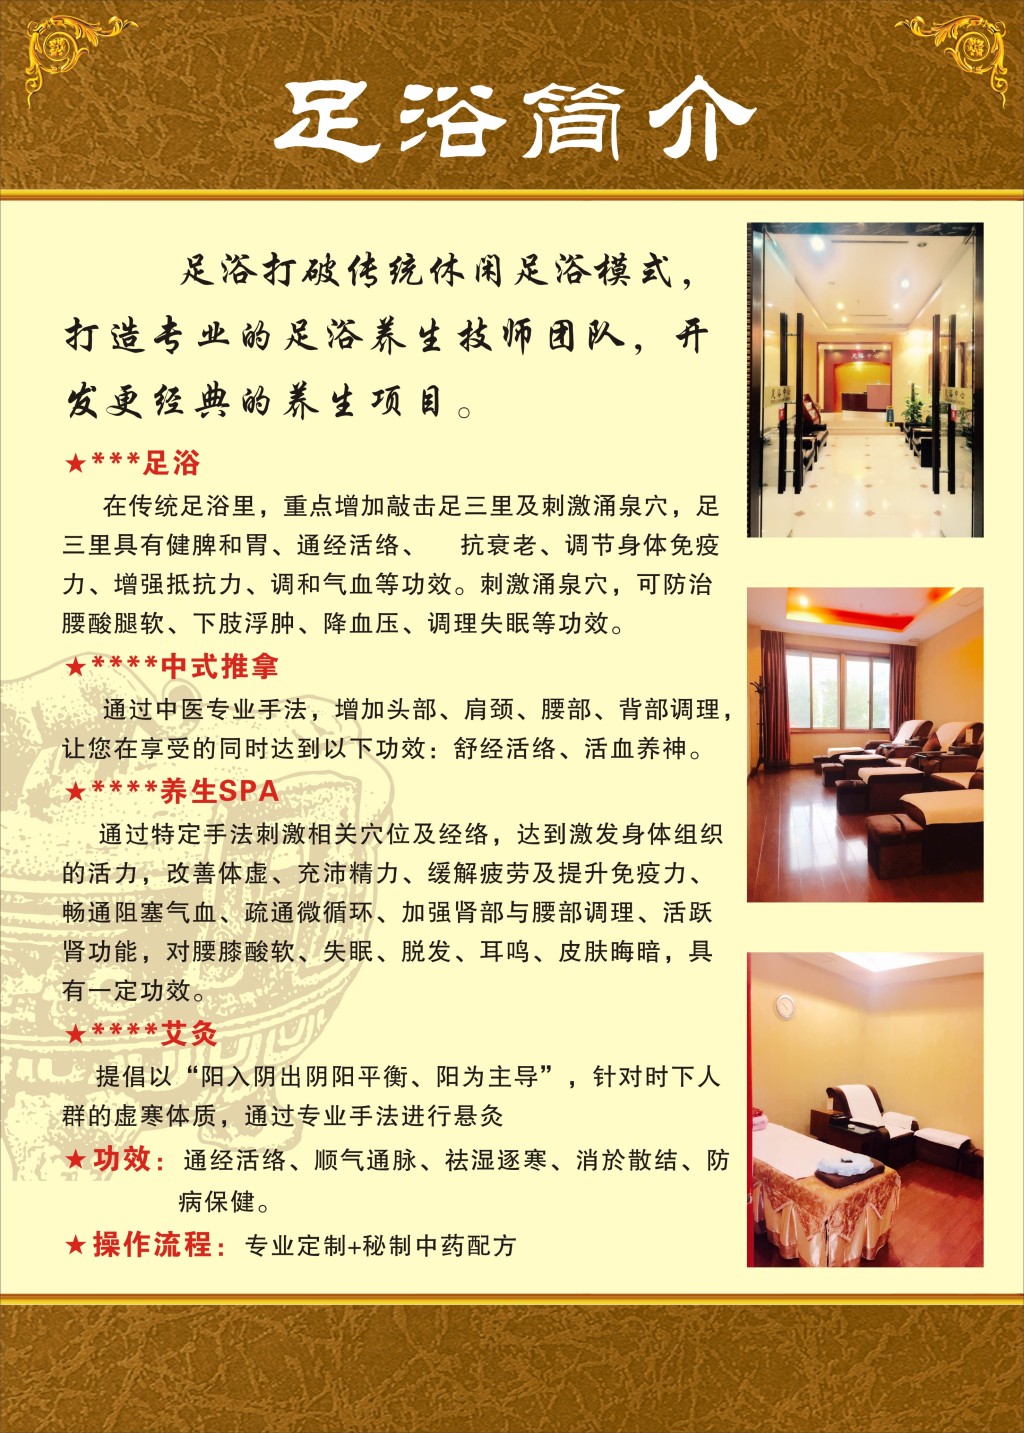 足浴简介
足浴打破传统休闲足浴模式，
打造专业的足浴养生技师团队，开
发更经典的养生项目。
★***足浴
在传统足浴里，重点增加敲击足三里及刺激涌泉穴，足
三里具有健脾和胃、通经活络、 抗衰老、调节身体免疫
力、增强抵抗力、调和气血等功效。刺激涌泉穴，可防治
腰酸腿软、下肢浮肿、降血压、调理失眠等功效。
★****中式推拿
通过中医专业手法，增加头部、肩颈、腰部、背部调理，
让您在享受的同时达到以下功效：舒经活络、活血养神。
★****养生SPA
通过特定手法刺激相关穴位及经络，达到激发身体组织
的活力，改善体虚、充沛精力、缓解疲劳及提升免疫力、
畅通阻塞气血、疏通微循环、加强肾部与腰部调理、活跃
肾功能，对腰膝酸软、失眠、脱发、耳鸣、皮肤晦暗，具
有一定功效。
★****艾灸
提倡以“阳入阴出阴阳平衡、阳为主导”，针对时下人
群的虚寒体质，通过专业手法进行悬灸
★功效：通经活络、顺气通脉、祛湿逐寒、消於散结、防
病保健。
★操作流程：专业定制+秘制中药配方
足浴中心
足浴中心